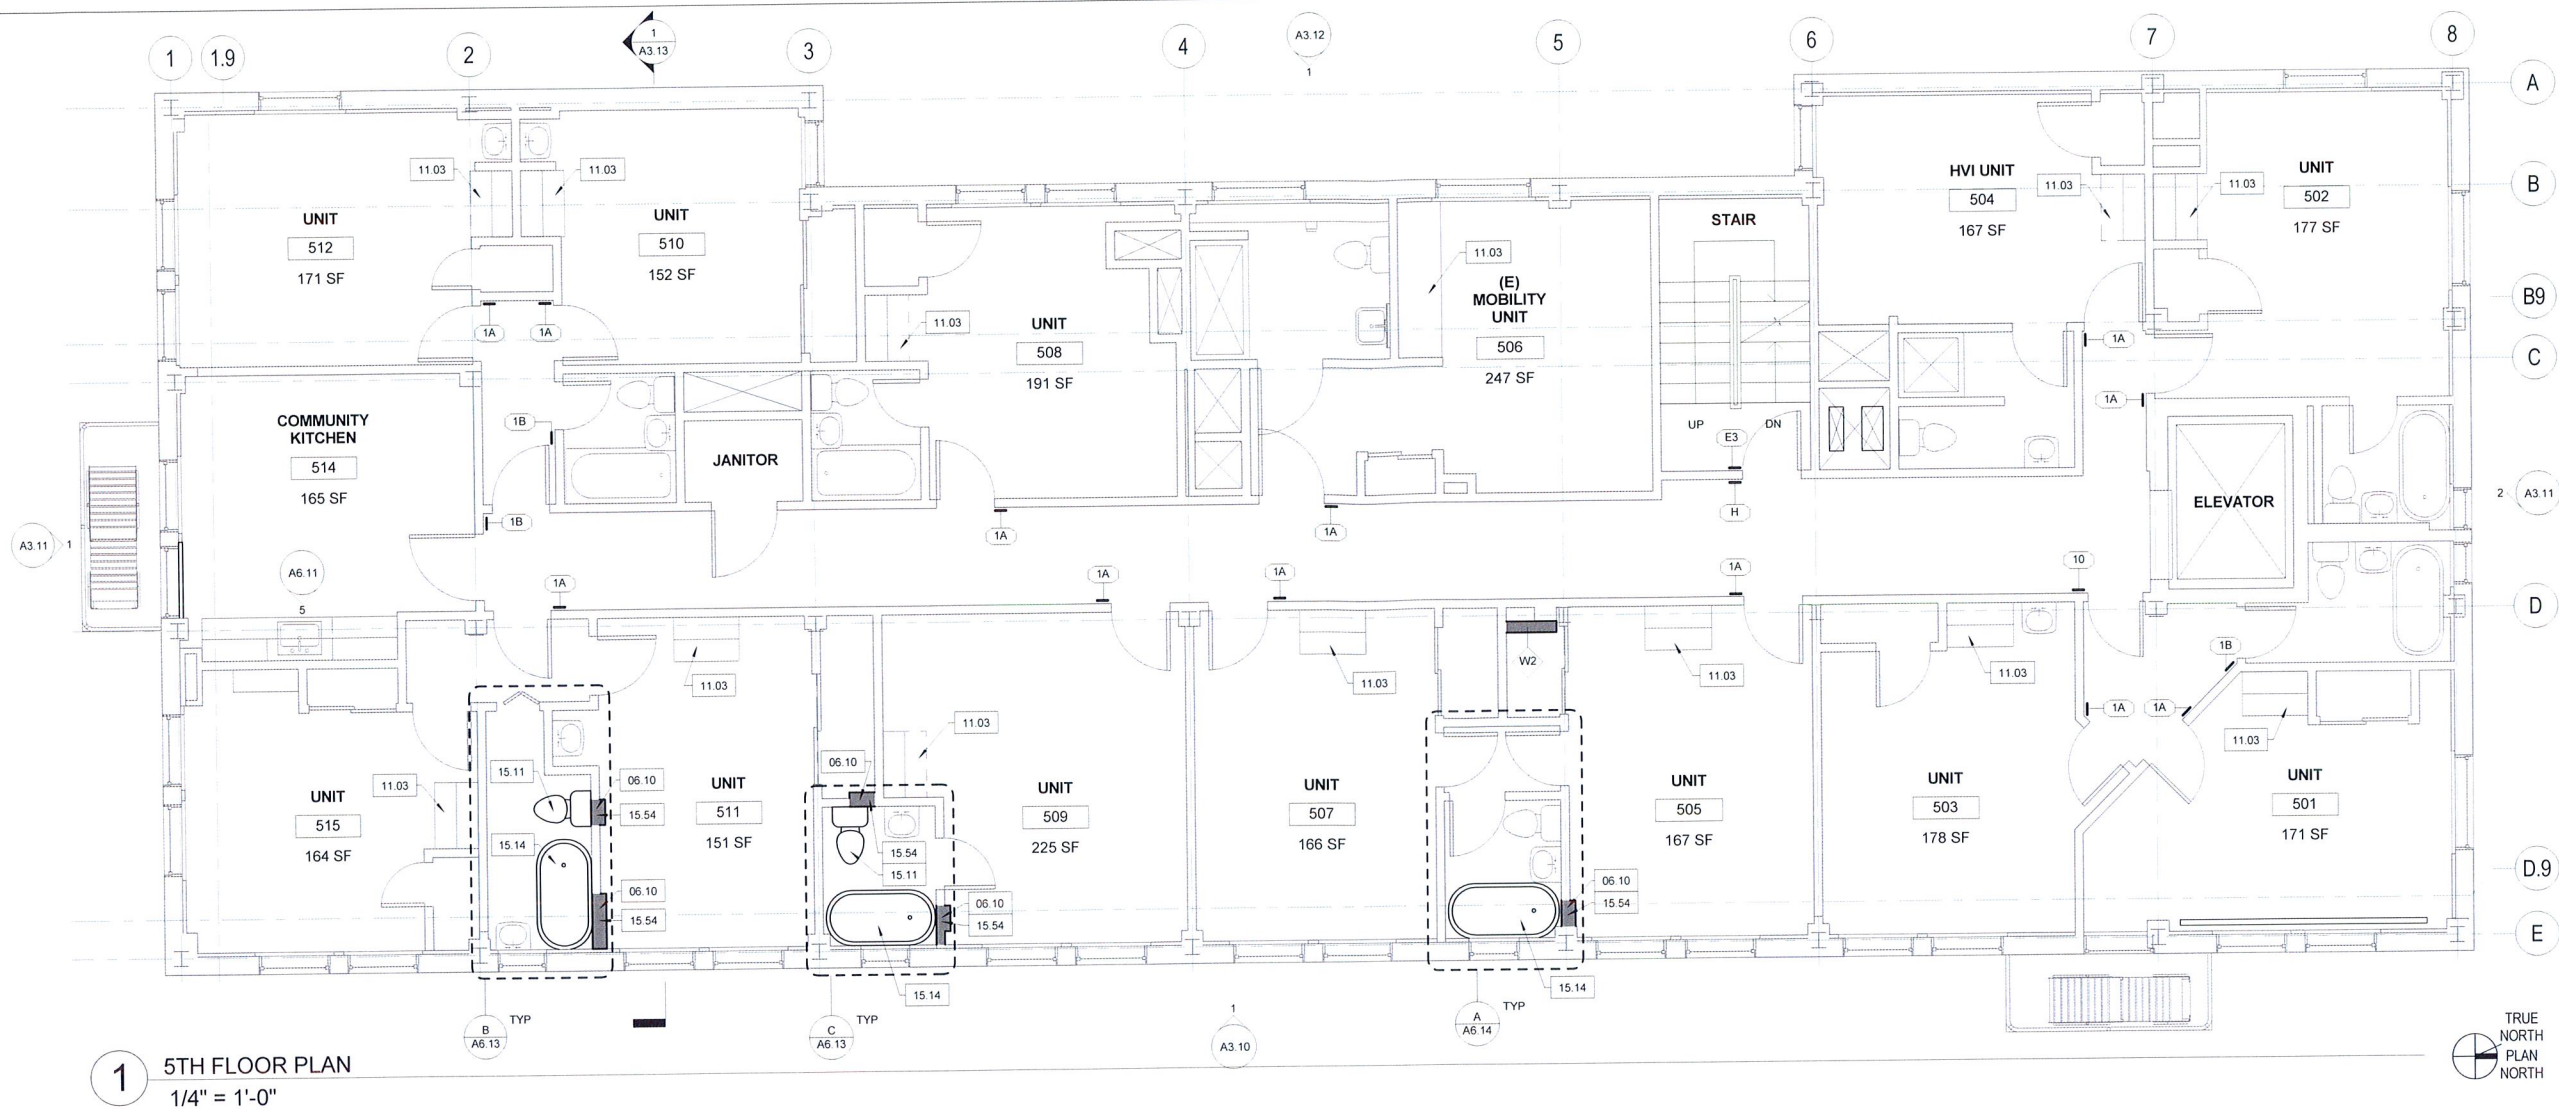 1
A3.13
A3.12
1
1
1.9
2
3
4
5
6
7
8
A
B
B9
C
D
D.9
E
UNIT
512
171 SF
11.03
11.03
UNIT
510
152 SF
1A
1A
UNIT
508
191 SF
11.03
(E)
MOBILITY
UNIT
506
247 SF
11.03
STAIR
UP
DN
E3
H
HVI UNIT
504
167 SF
11.03
11.03
UNIT
502
177 SF
1A
1A
COMMUNITY
KITCHEN
514
165 SF
1B
1B
JANITOR
1A
1A
ELEVATOR
2
A3.11
A3.11
1
A6.11
5
1A
1A
1A
1A
10
1B
1A
1A
UNIT
515
164 SF
11.03
15.11
15.14
06.10
15.54
06.10
15.54
UNIT
511
151 SF
11.03
06.10
15.54
15.11
06.10
15.54
15.14
UNIT
509
225 SF
11.03
UNIT
507
166 SF
11.03
W2
UNIT
505
167 SF
11.03
06.10
15.54
15.14
UNIT
503
178 SF
11.03
UNIT
501
171 SF
11.03
B
A6.13
TYP
C
A6.13
TYP
1
A3.10
A
A6.14
TYP
1
5TH FLOOR PLAN
1/4" = 1'-0"
TRUE
NORTH
PLAN
NORTH